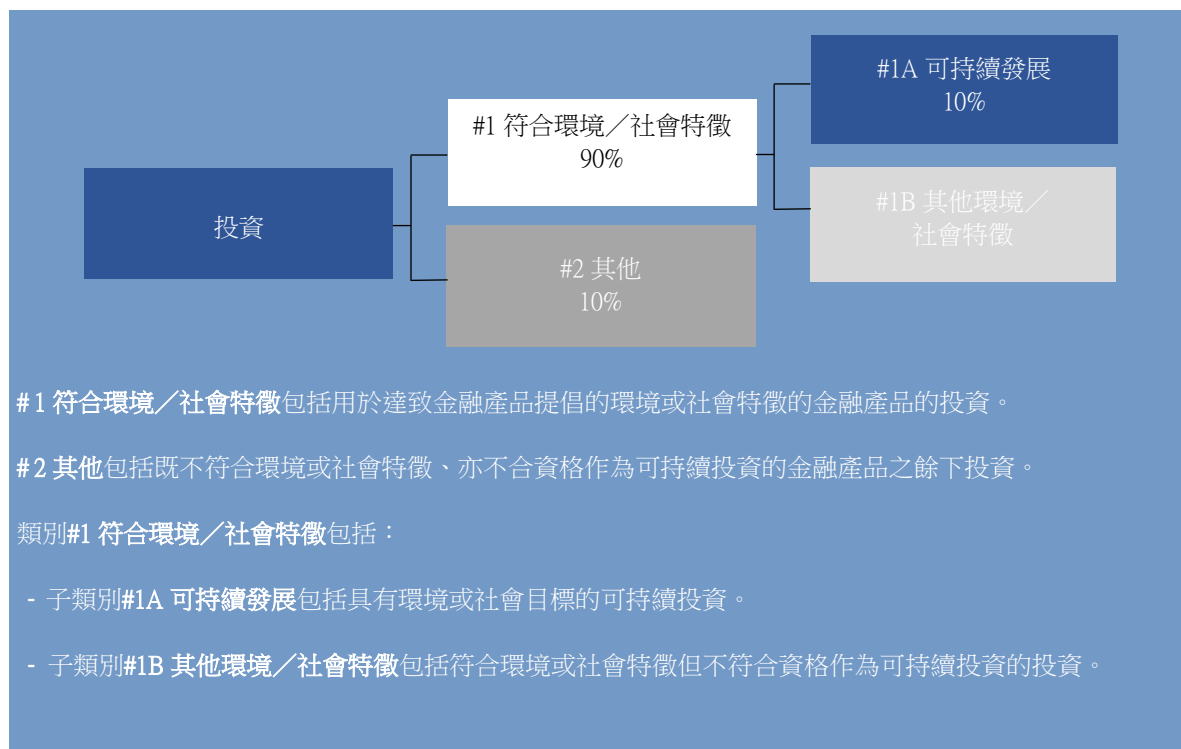 #1A 可持續發展
10%
#1 符合環境／社會特徵
90%
#1B 其他環境／
社會特徵
投資
#2 其他
10%
#1 符合環境／社會特徵包括用於達致金融產品提倡的環境或社會特徵的金融產品的投資。
#2 其他包括既不符合環境或社會特徵、亦不合資格作為可持續投資的金融產品之餘下投資。
類別#1 符合環境／社會特徵包括：
- 子類別#1A 可持續發展包括具有環境或社會目標的可持續投資。
- 子類別#1B 其他環境／社會特徵包括符合環境或社會特徵但不符合資格作為可持續投資的投資。